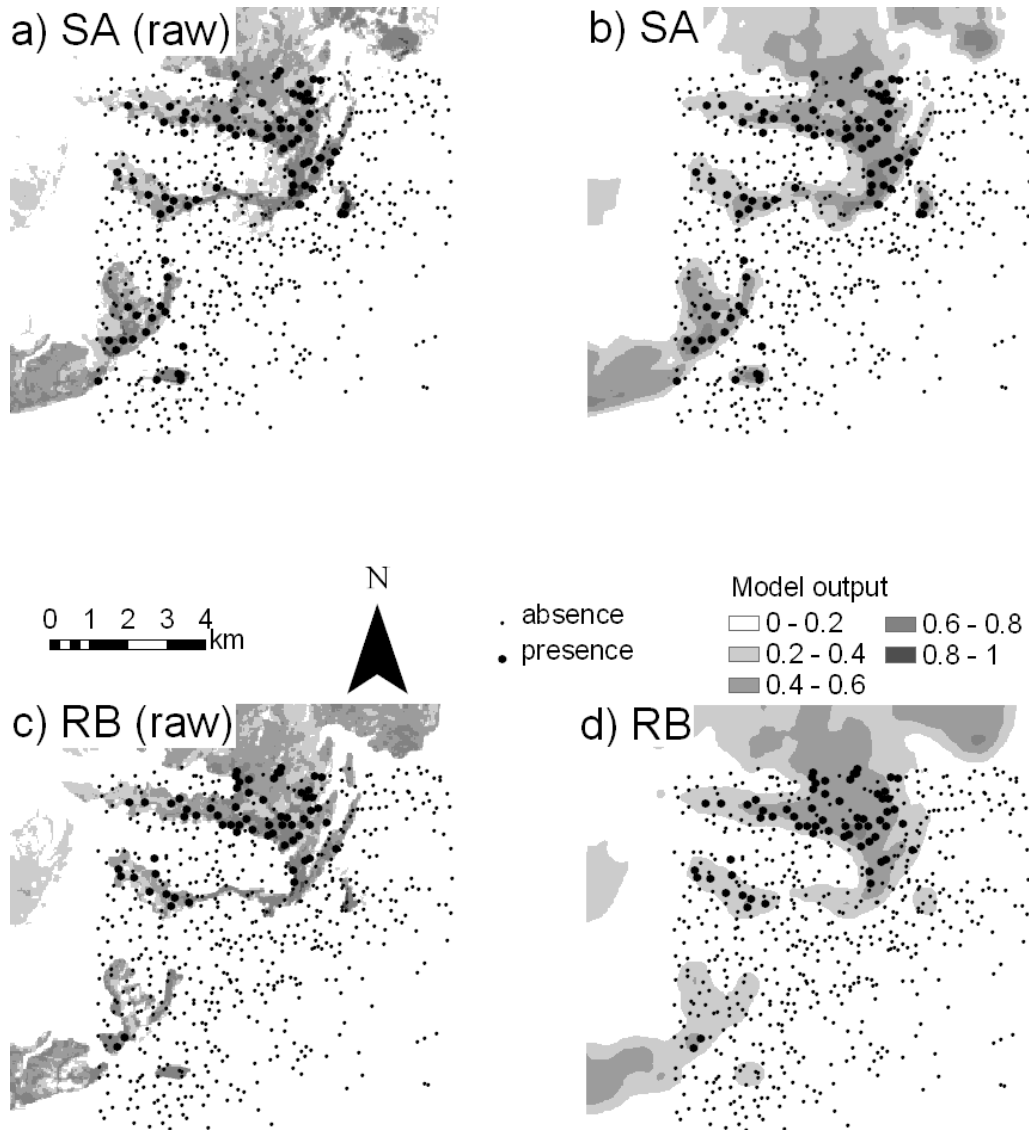 a) SA (raw)
b) SA
N
0 1 2 3 4
km
absence
presence
Model output
0 - 0.2
0.2 - 0.4
0.4 - 0.6
0.6 - 0.8
0.8 - 1
c) RB (raw)
d) RB